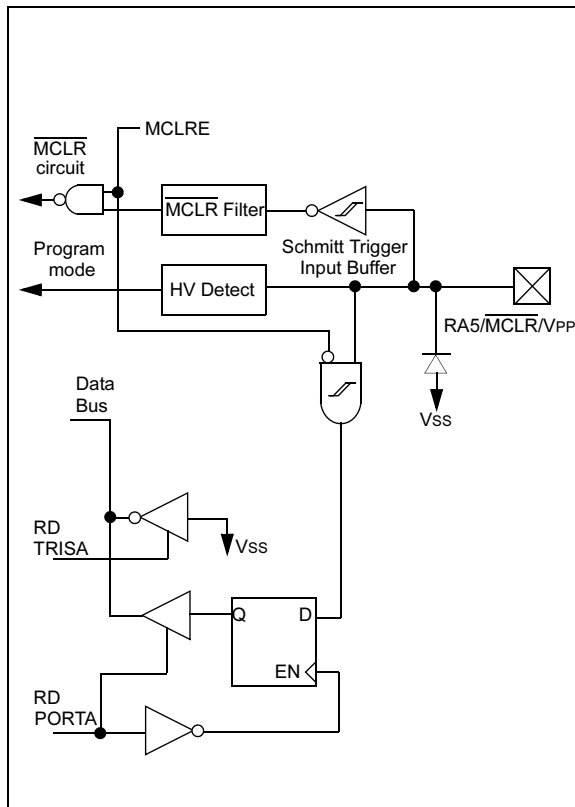 MCLRE
MCLR
circuit
MCLR Filter
Schmitt Trigger
Input Buffer
Program
mode
HV Detect
RA5/MCLR/VPP
VSS
Data
Bus
RD
TRISA
VSS
Q
D
EN
RD
PORTA